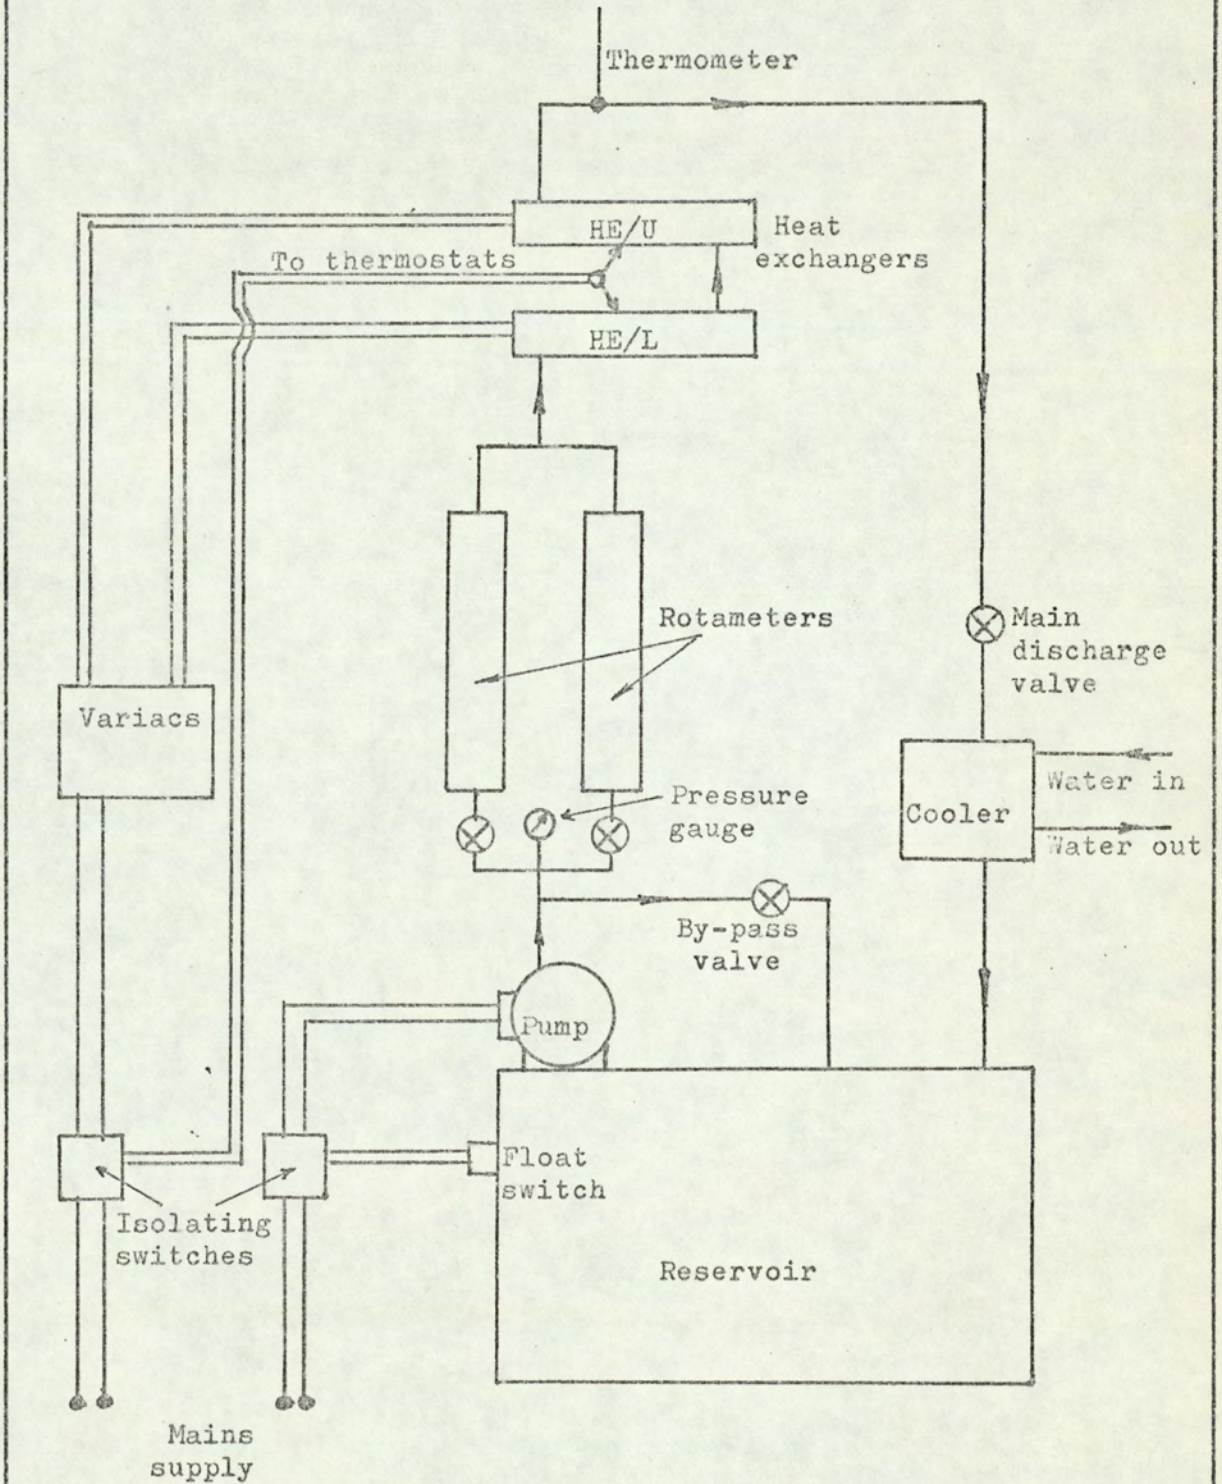 Thermometer
HE/U
Heat
exchangers
To thermostats
HE/L
Rotameters
Main
discharge
valve
Variacs
Water in
Pressure
gauge
Cooler
Water out
By-pass
valve
Pump
Float
switch
Isolating
switches
Reservoir
Mains
supply